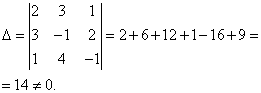 Δ = |2 3 1; 3 −1 2; 1 4 −1| = 2+6+12+1−16+9 =
= 14 ≠ 0.